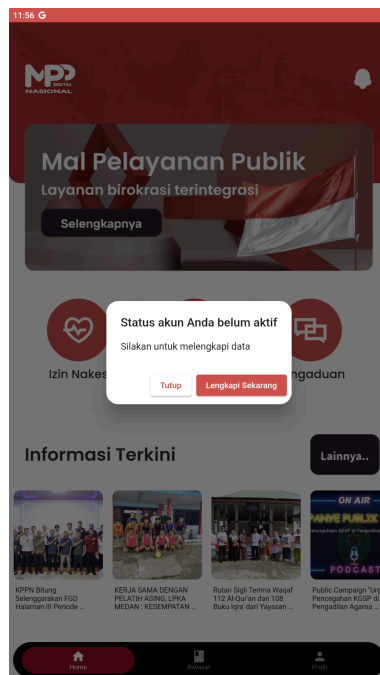 11:56 G
MPP
DIGITAL
NASIONAL
Mal Pelayanan Publik
Layanan birokrasi terintegrasi
Selengkapnya
Status akun Anda belum aktif
Silakan untuk melengkapi data
Tutup
Lengkapi Sekarang
Izin Nakes
ngaduan
Informasi Terkini
Lainnya..
ON AIR
PANYE PUBLIK
PODCAST
KPPN Bitung
Selenggarakan FGD
Halaman III Periode ...
KERJA SAMA DENGAN
PELATIH ASING, LPKA
MEDAN : KESEMPATAN ...
Rutan Sigli Terima Waqaf
112 Al-Qur'an dan 108
Buku Iqra' dari Yayasan ...
Public Campaign "Urg
Pencegahan KGSP di
Pengadilan Agama ...
Home
Riwayat
Profil